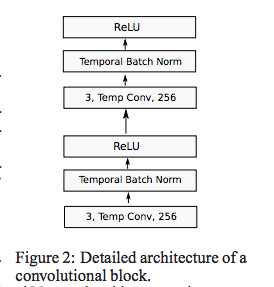 ReLU
Temporal Batch Norm
3, Temp Conv, 256
ReLU
Temporal Batch Norm
3, Temp Conv, 256
Figure 2: Detailed architecture of a
convolutional block.